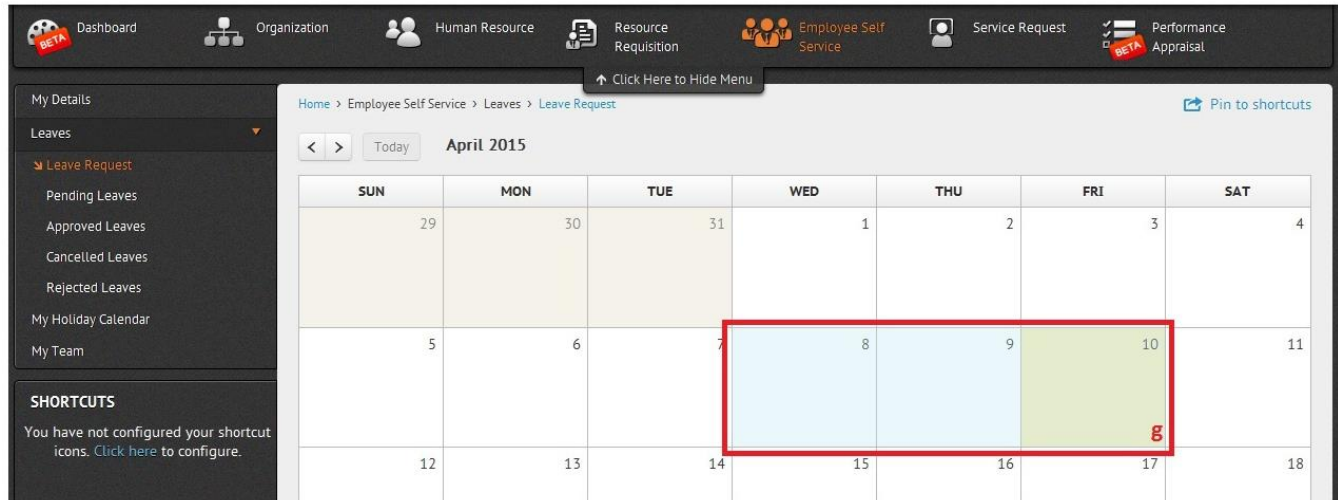 Dashboard
Organization
Human Resource
Resource
Requisition
Employee Self
Service
Service Request
Performance
Appraisal
BETA
BETA
↑ Click Here to Hide Menu
My Details
Leaves
Leave Request
Pending Leaves
Approved Leaves
Cancelled Leaves
Rejected Leaves
My Holiday Calendar
My Team
SHORTCUTS
You have not configured your shortcut
icons. Click here to configure.
Home > Employee Self Service > Leaves > Leave Request
Pin to shortcuts
< > Today April 2015
SUN MON TUE WED THU FRI SAT
29 30 31 1 2 3 4
5 6 7 8 9 10 11
g
12 13 14 15 16 17 18